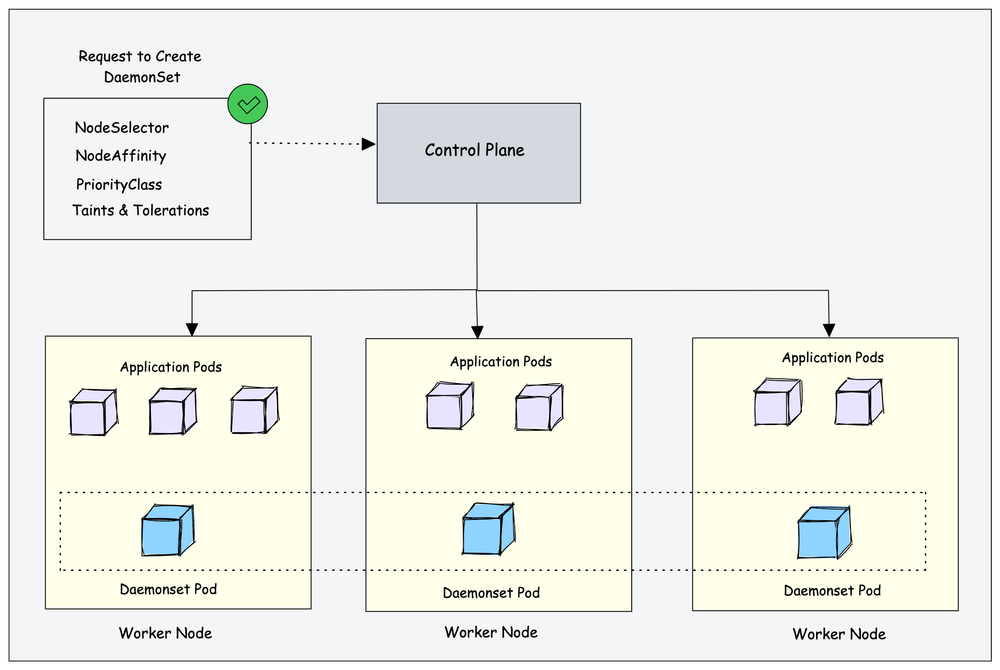 Request to Create
DaemonSet
NodeSelector
NodeAffinity
PriorityClass
Taints & Tolerations
Control Plane
Application Pods
Application Pods
Application Pods
Daemonset Pod
Daemonset Pod
Daemonset Pod
Worker Node
Worker Node
Worker Node